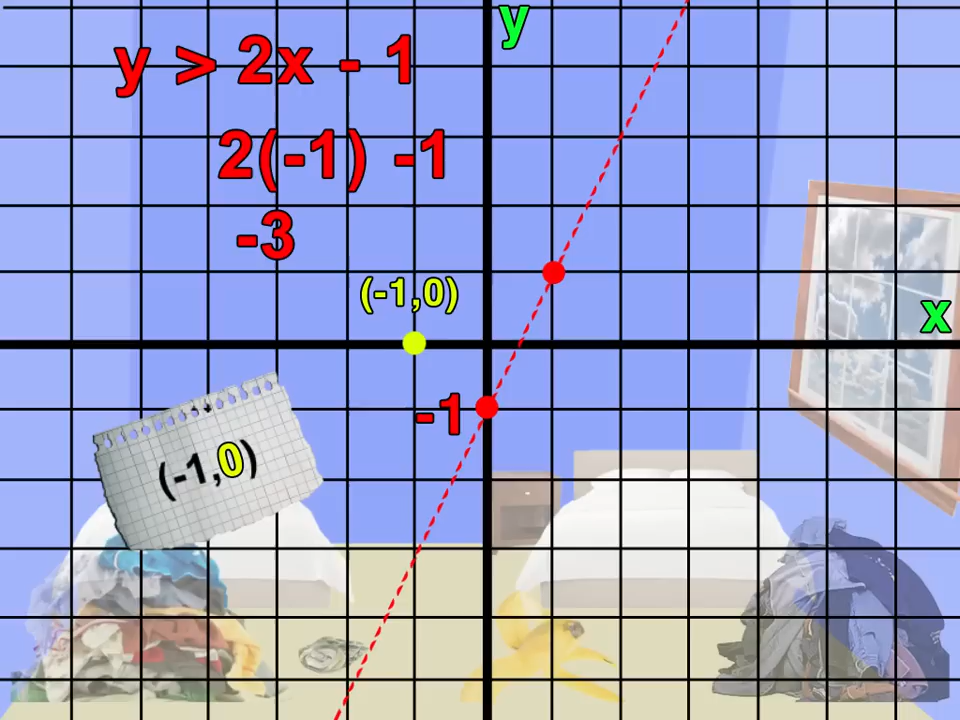 y
y > 2x - 1
2(-1) -1
-3
(-1,0)
x
-1
(-1,0)